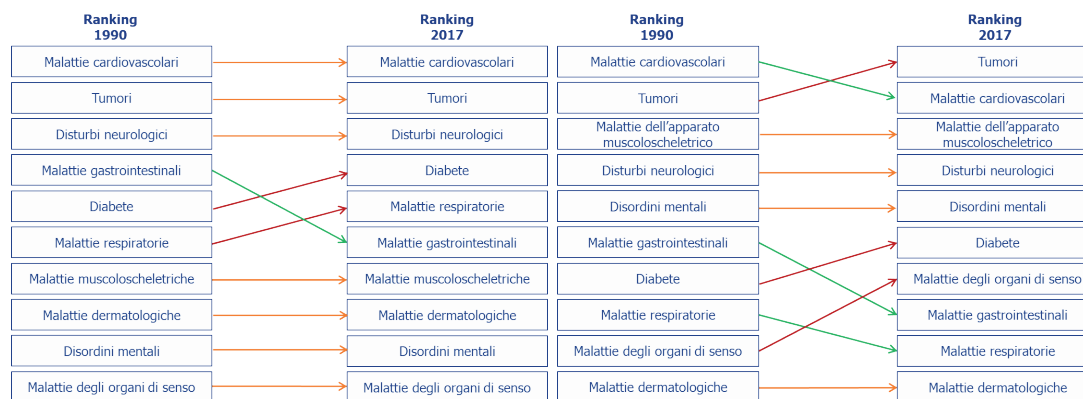 Ranking
1990
Malattie cardiovascolari
Tumori
Disturbi neurologici
Malattie gastrointestinali
Diabete
Malattie respiratorie
Malattie muscoloscheletriche
Malattie dermatologiche
Disordini mentali
Malattie degli organi di senso
Ranking
2017
Malattie cardiovascolari
Tumori
Disturbi neurologici
Diabete
Malattie respiratorie
Malattie gastrointestinali
Malattie muscoloscheletriche
Malattie dermatologiche
Disordini mentali
Malattie degli organi di senso
Ranking
1990
Malattie cardiovascolari
Tumori
Malattie dell'apparato
muscoloscheletrico
Disturbi neurologici
Disordini mentali
Malattie gastrointestinali
Diabete
Malattie respiratorie
Malattie degli organi di senso
Malattie dermatologiche
Ranking
2017
Tumori
Malattie cardiovascolari
Malattie dell'apparato
muscoloscheletrico
Disturbi neurologici
Disordini mentali
Diabete
Malattie degli organi di senso
Malattie gastrointestinali
Malattie respiratorie
Malattie dermatologiche